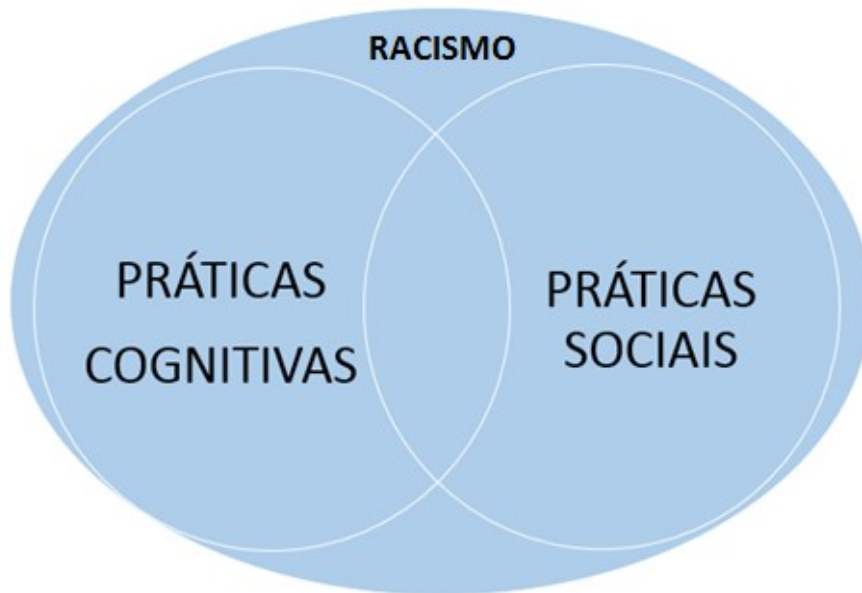 RACISMO
PRÁTICAS
COGNITIVAS
PRÁTICAS
SOCIAIS